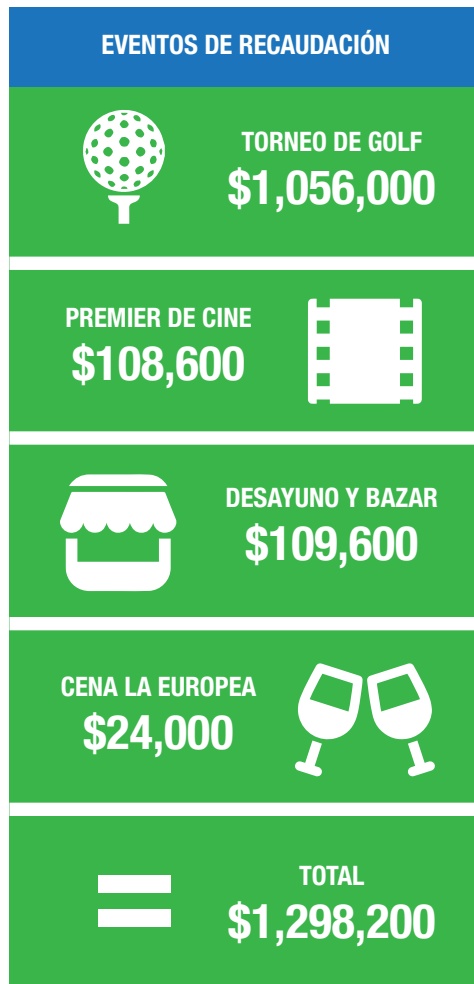 EVENTOS DE RECAUDACIÓN
TORNEO DE GOLF
$1,056,000
PREMIER DE CINE
$108,600
DESAYUNO Y BAZAR
$109,600
CENA LA EUROPEA
$24,000
TOTAL
$1,298,200